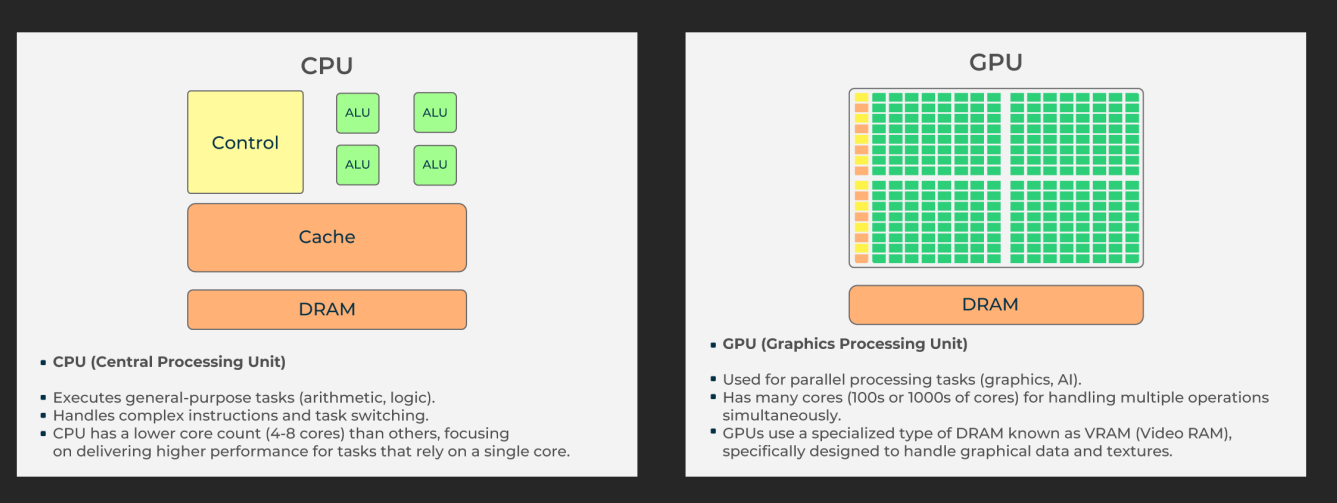 CPU
Control
ALU
ALU
ALU
ALU
Cache
DRAM
▪ CPU (Central Processing Unit)
▪ Executes general-purpose tasks (arithmetic, logic).
▪ Handles complex instructions and task switching.
▪ CPU has a lower core count (4-8 cores) than others, focusing
on delivering higher performance for tasks that rely on a single core.
GPU
DRAM
▪ GPU (Graphics Processing Unit)
▪ Used for parallel processing tasks (graphics, AI).
▪ Has many cores (100s or 1000s of cores) for handling multiple operations
simultaneously.
▪ GPUs use a specialized type of DRAM known as VRAM (Video RAM),
specifically designed to handle graphical data and textures.